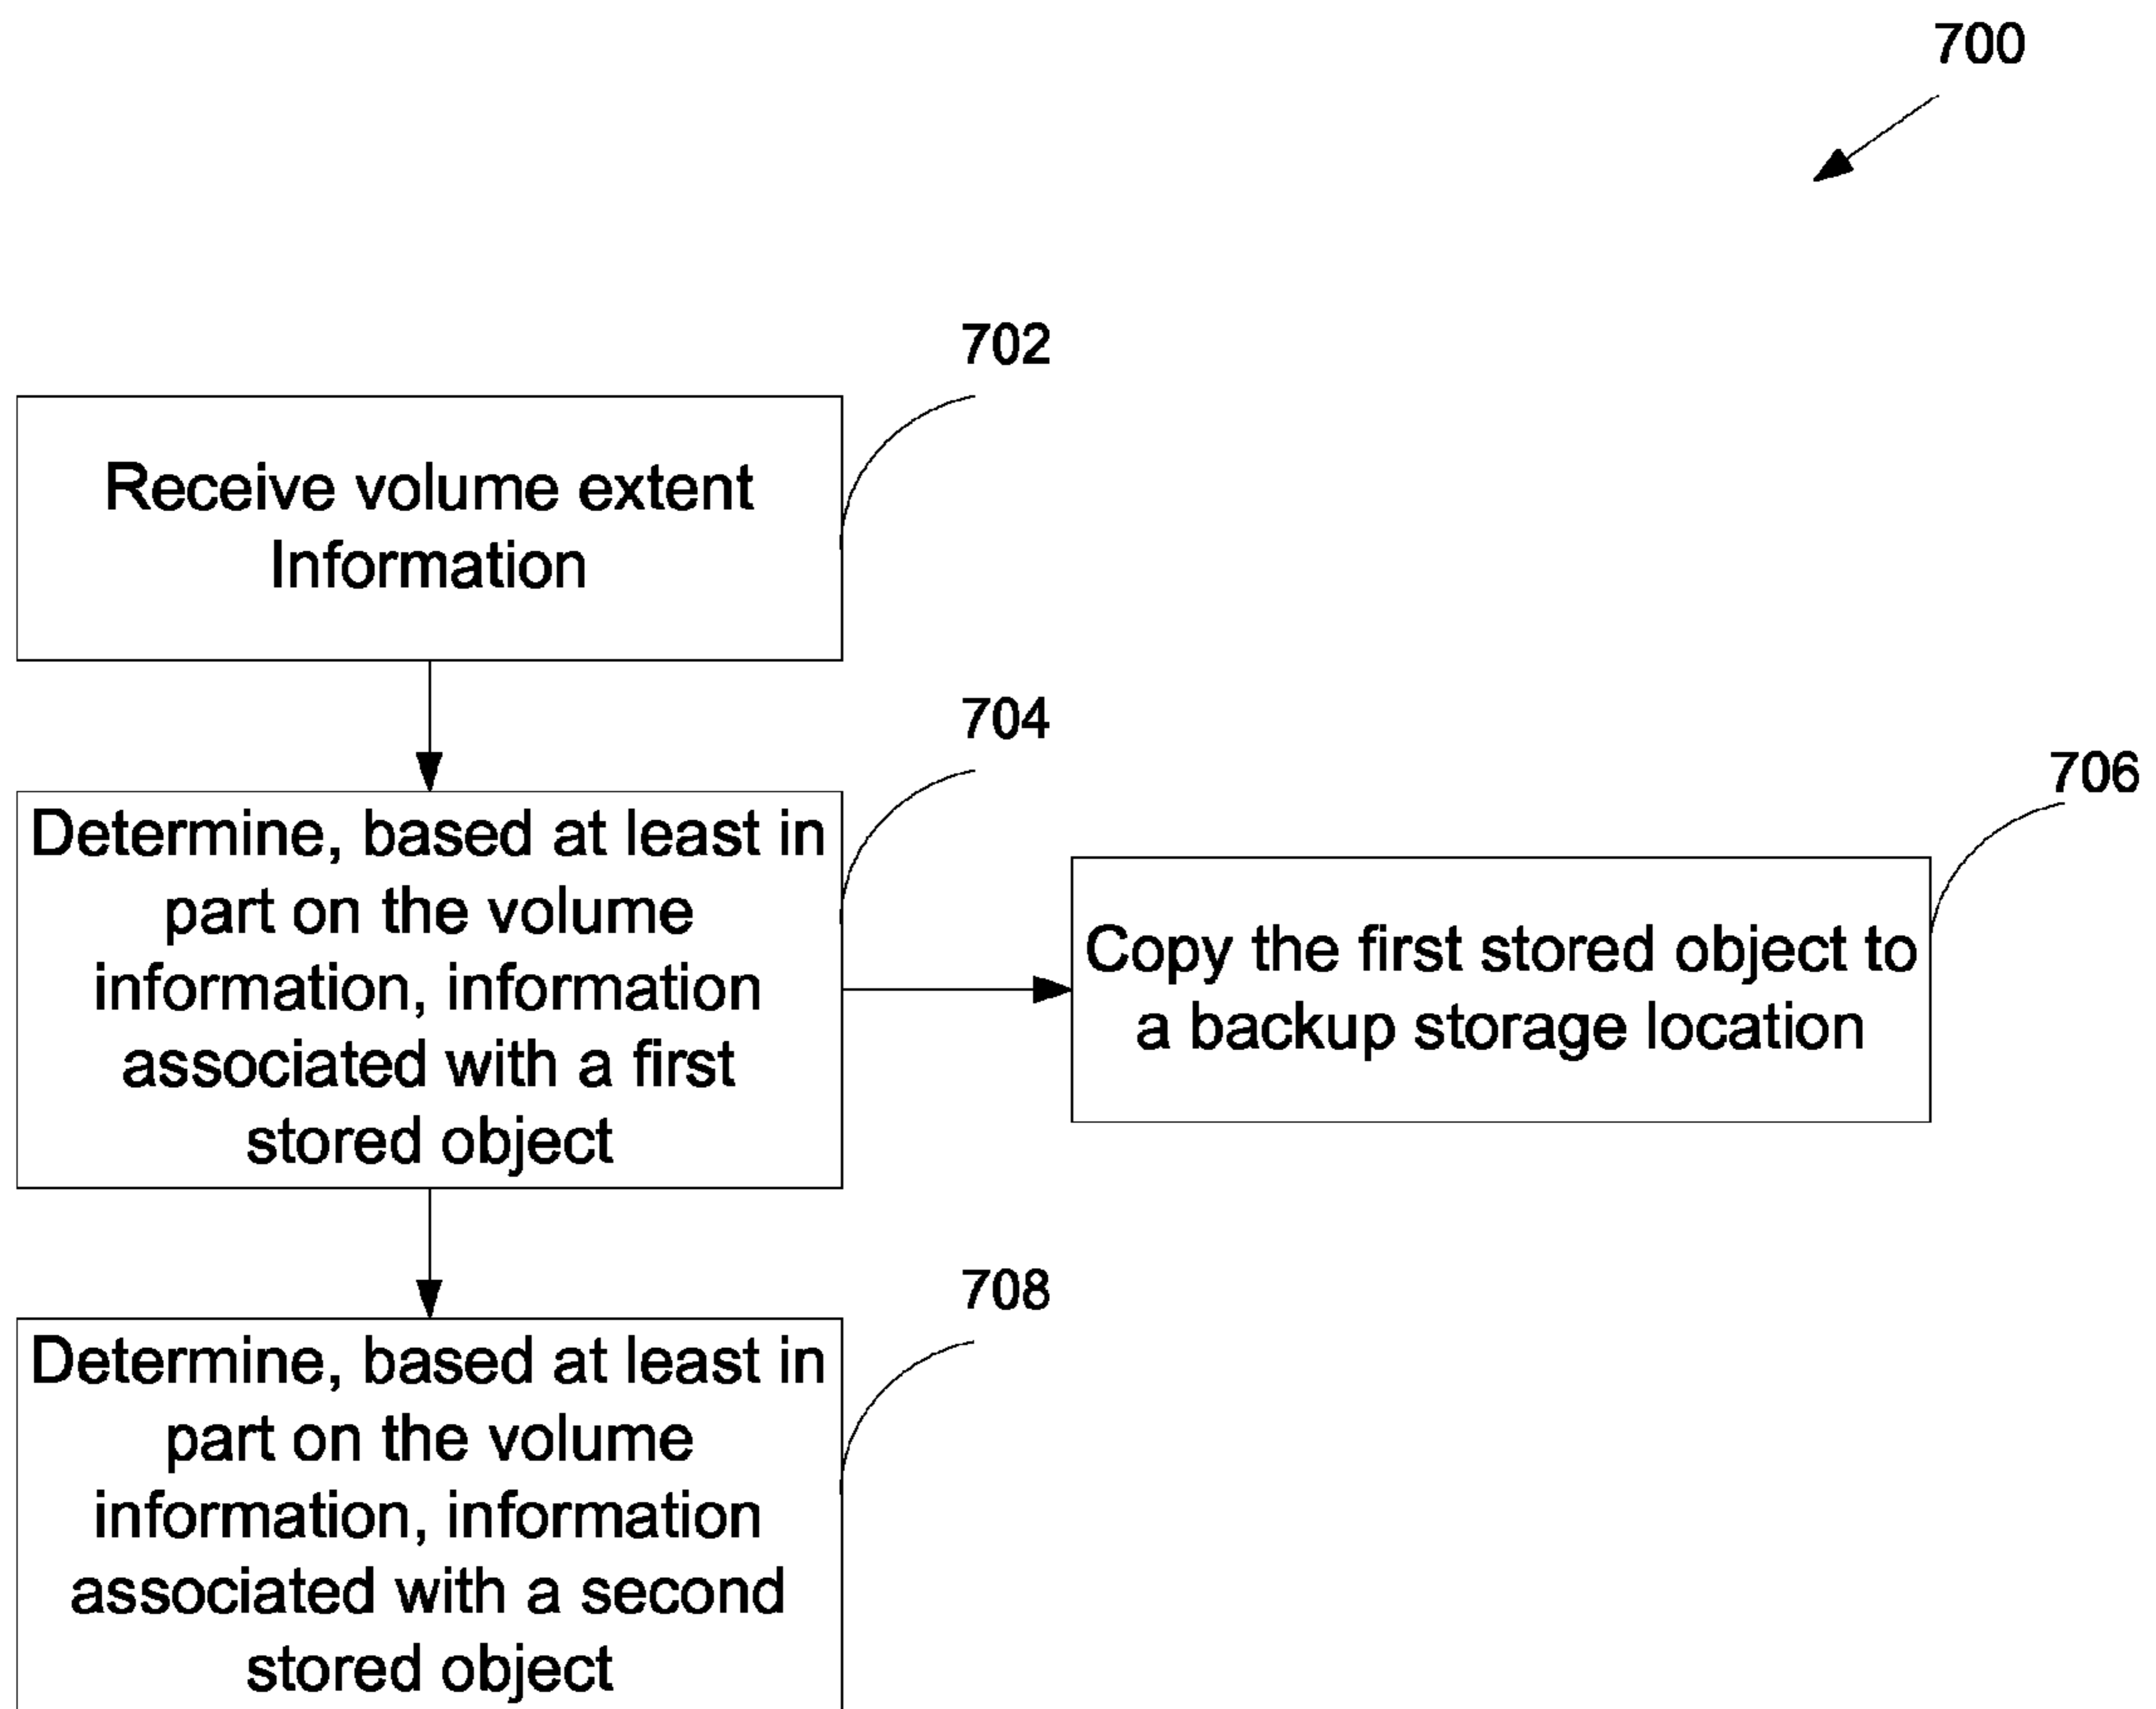 700
702
Receive volume extent
Information
704
Determine, based at least in
part on the volume
information, information
associated with a first
stored object
706
Copy the first stored object to
a backup storage location
708
Determine, based at least in
part on the volume
information, information
associated with a second
stored object